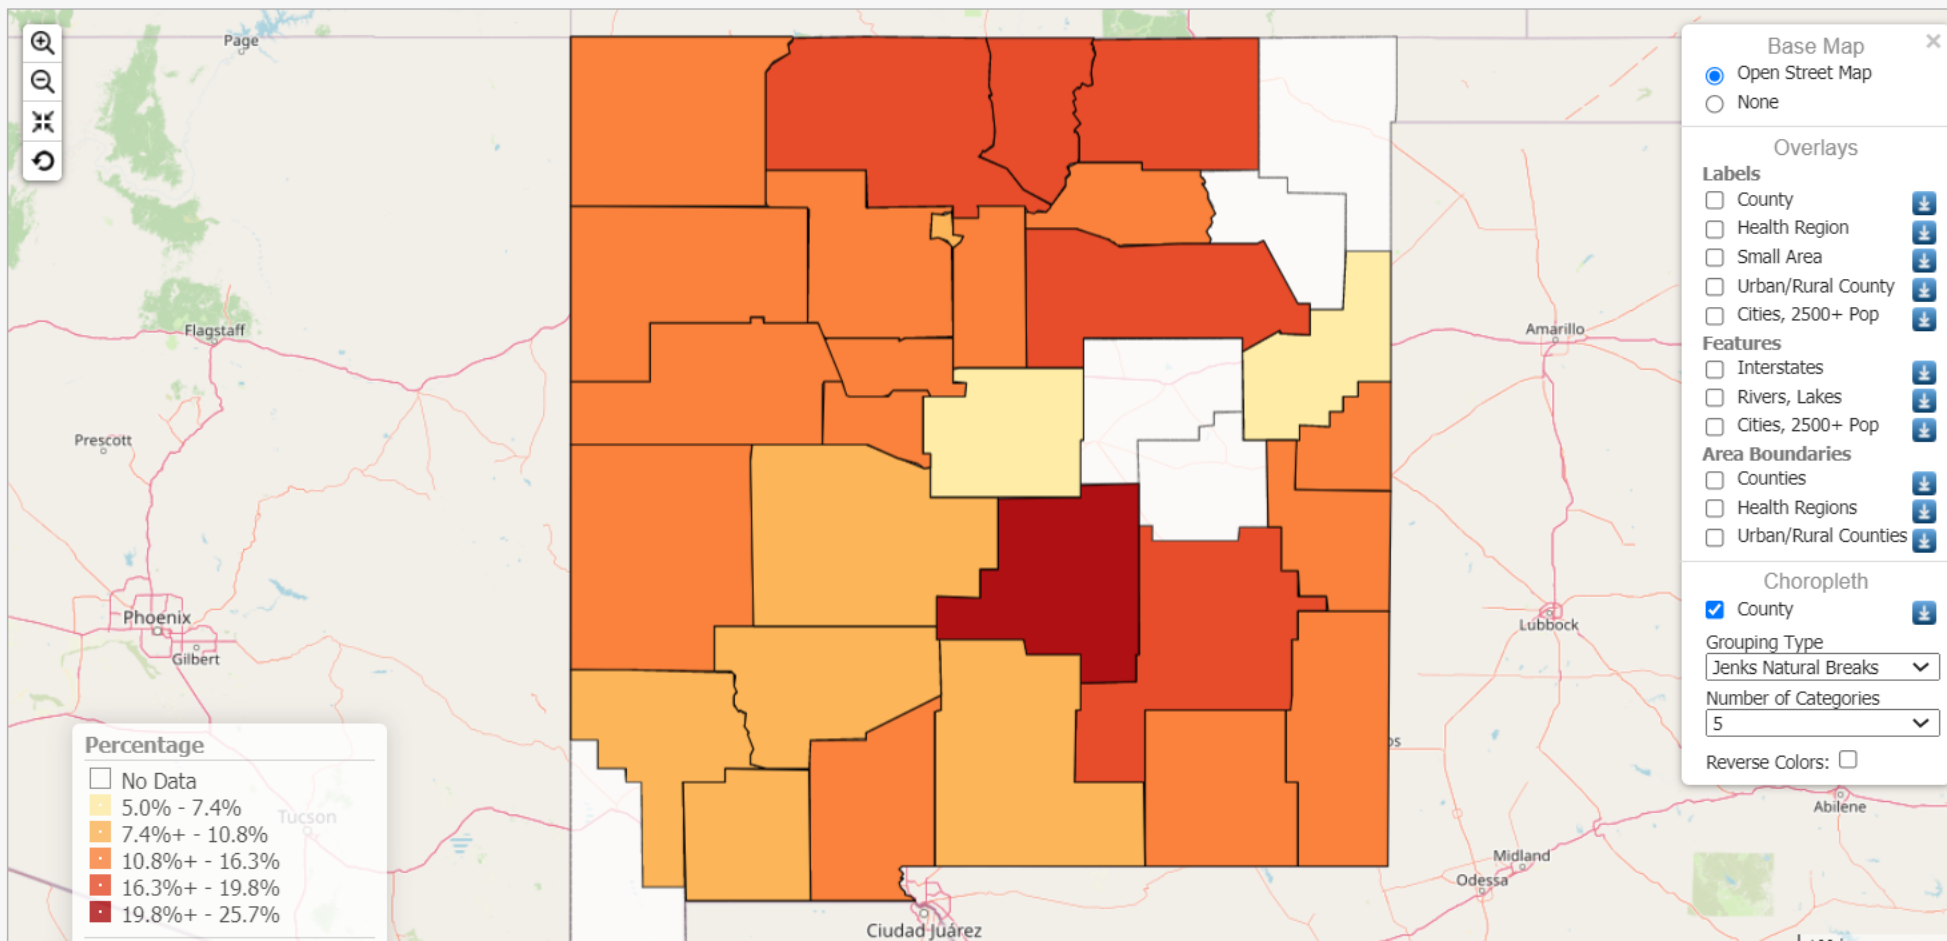 Page
Flagstaff
Prescott
Phoenix
Gilbert
Tucson
Amarillo
Lubbock
Abilene
Midland
Odessa
Ciudad Juárez
Percentage
No Data
5.0% - 7.4%
7.4%+ - 10.8%
10.8%+ - 16.3%
16.3%+ - 19.8%
19.8%+ - 25.7%
Base Map
×
Open Street Map
None
Overlays
Labels
County
Health Region
Small Area
Urban/Rural County
Cities, 2500+ Pop
Features
Interstates
Rivers, Lakes
Cities, 2500+ Pop
Area Boundaries
Counties
Health Regions
Urban/Rural Counties
Choropleth
County
Grouping Type
Jenks Natural Breaks
Number of Categories
5
Reverse Colors: